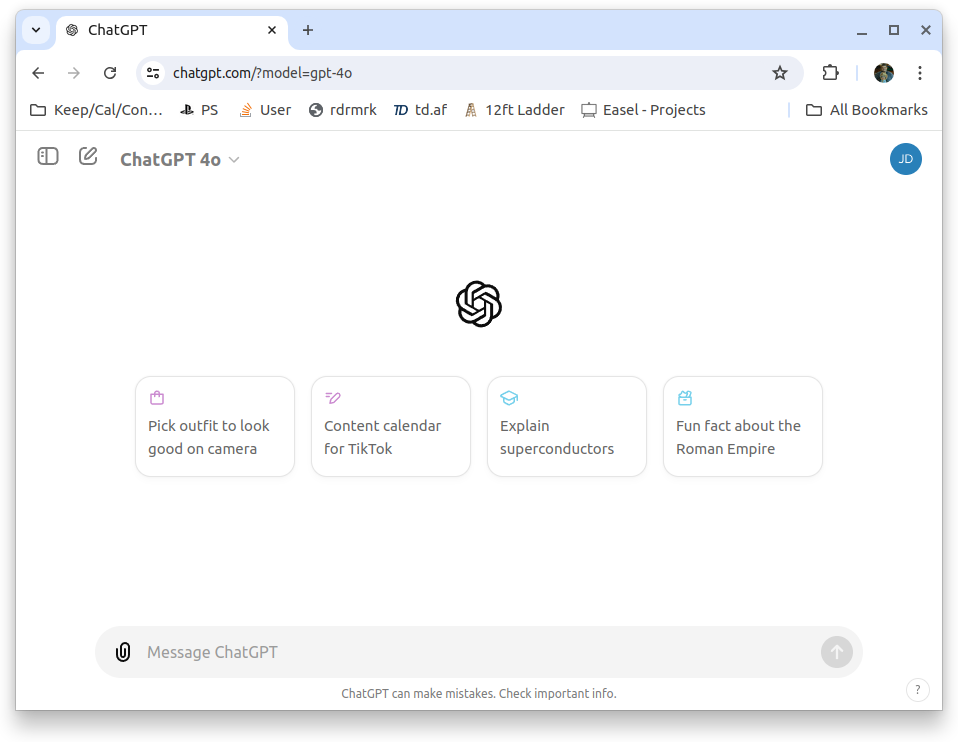 ChatGPT
chatgpt.com/?model=gpt-4o
Keep/Cal/Con… PS User rdrmrk TD td.af 12ft Ladder Easel - Projects All Bookmarks
ChatGPT 4o JD
Pick outfit to look
good on camera
Content calendar
for TikTok
Explain
superconductors
Fun fact about the
Roman Empire
Message ChatGPT
ChatGPT can make mistakes. Check important info.
?